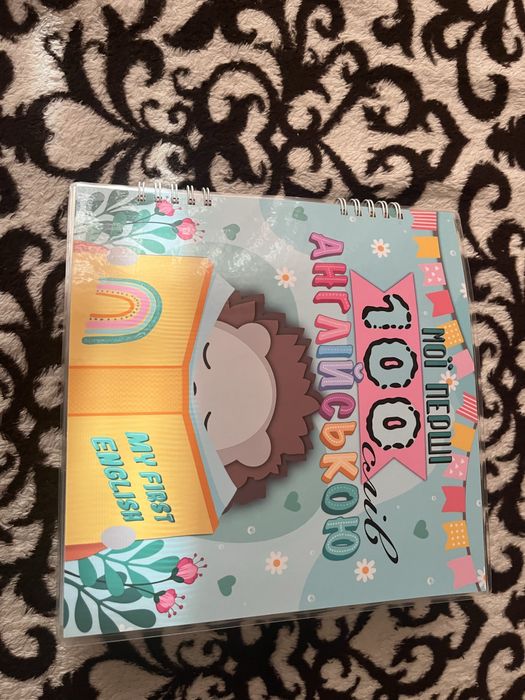 МОЇ ПЕРШІ
100
слів
АНГЛІЙСЬКОЮ
MY FIRST
ENGLISH